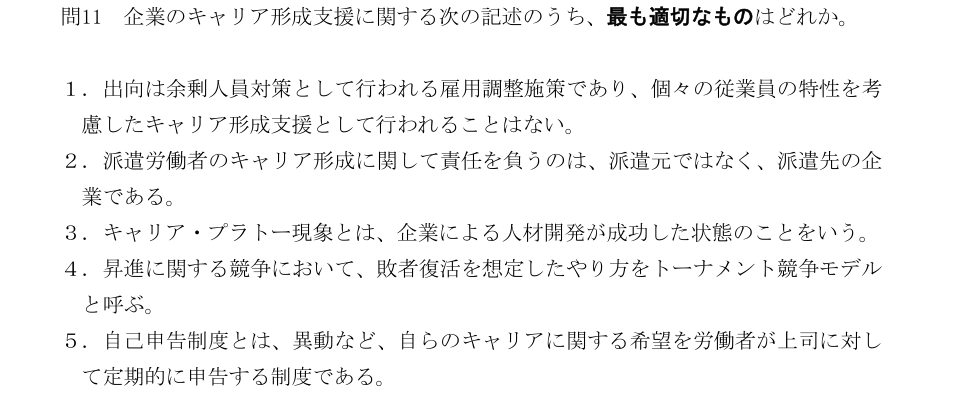 問11　企業のキャリア形成支援に関する次の記述のうち、最も適切なものはどれか。
１．出向は余剰人員対策として行われる雇用調整施策であり、個々の従業員の特性を考
慮したキャリア形成支援として行われることはない。
２．派遣労働者のキャリア形成に関して責任を負うのは、派遣元ではなく、派遣先の企
業である。
３．キャリア・プラトー現象とは、企業による人材開発が成功した状態のことをいう。
４．昇進に関する競争において、敗者復活を想定したやり方をトーナメント競争モデル
と呼ぶ。
５．自己申告制度とは、異動など、自らのキャリアに関する希望を労働者が上司に対し
て定期的に申告する制度である。